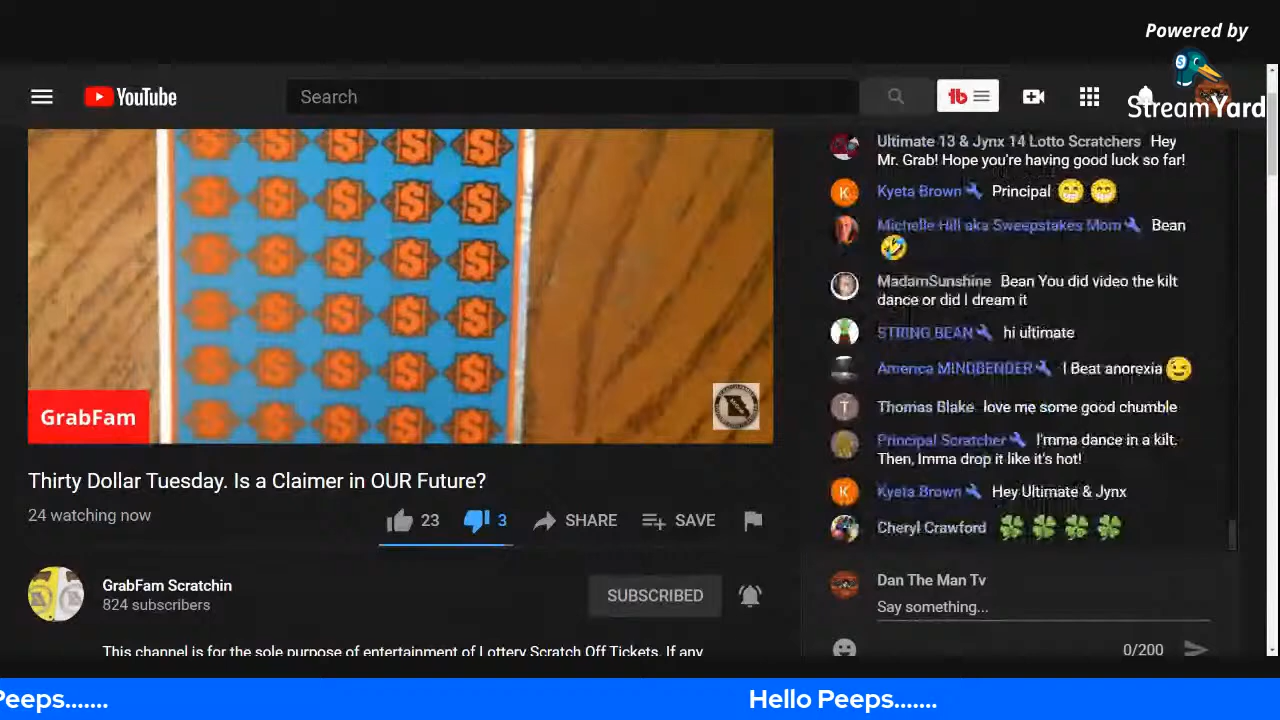 Powered by
StreamYard
YouTube
Search
GrabFam
Thirty Dollar Tuesday. Is a Claimer in OUR Future?
24 watching now
23
3
SHARE
SAVE
GrabFam Scratchin
824 subscribers
SUBSCRIBED
This channel is for the sole purpose of entertainment of Lottery Scratch Off Tickets. If any
Ultimate 13 & Jynx 14 Lotto Scratchers Hey
Mr. Grab! Hope you're having good luck so far!
Kyeta Brown Principal
Michelle Hill aka Sweepstakes Mom Bean
MadamSunshine Bean You did video the kilt
dance or did I dream it
STRING BEAN hi ultimate
America MINDBENDER I Beat anorexia
Thomas Blake love me some good chumble
Principal Scratcher I'mma dance in a kilt.
Then, Imma drop it like it's hot!
Kyeta Brown Hey Ultimate & Jynx
Cheryl Crawford
Dan The Man Tv
Say something...
0/200
Peeps.......
Hello Peeps.......